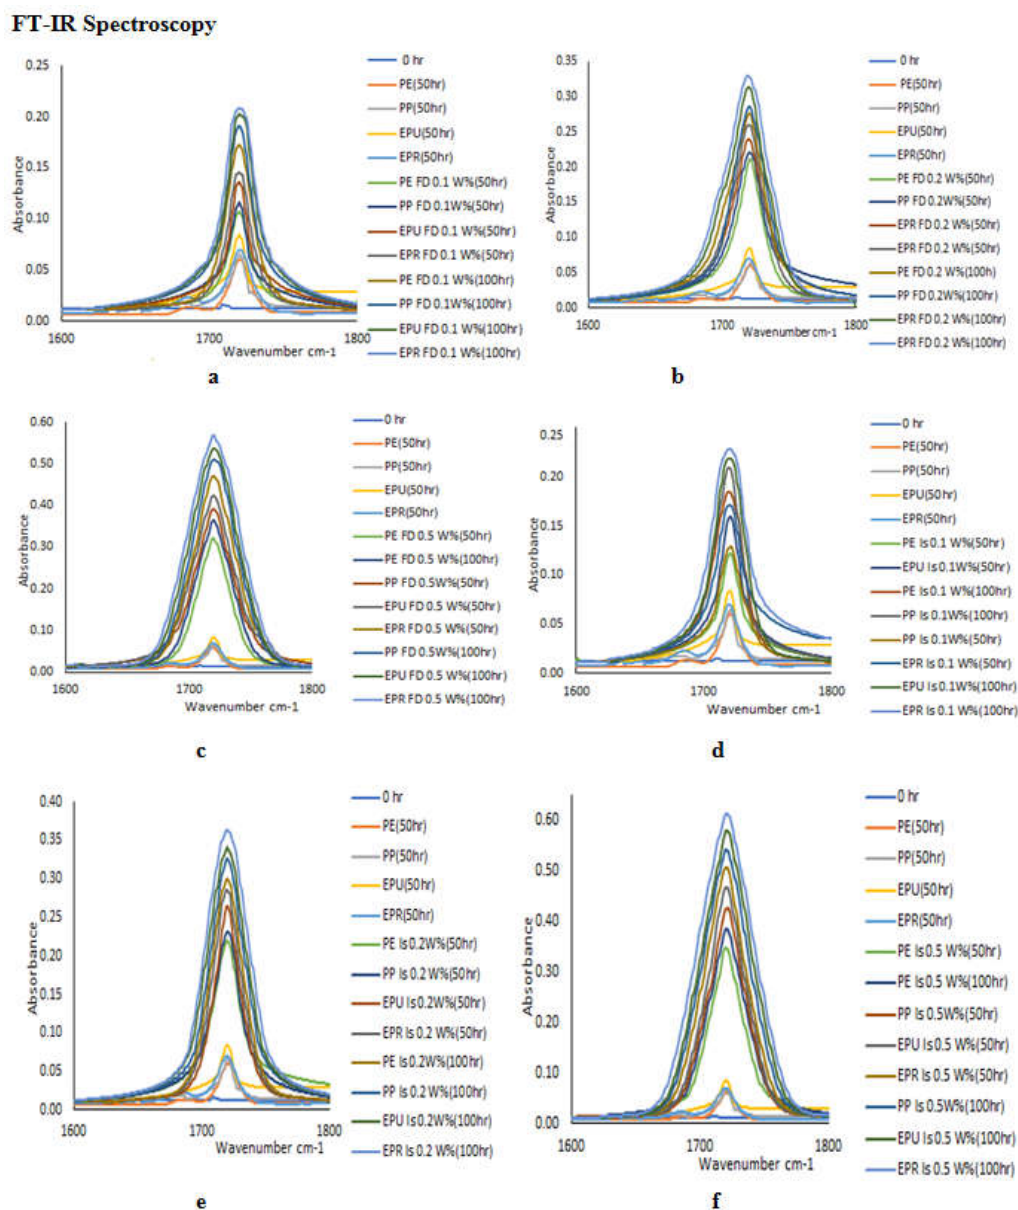 FT-IR Spectroscopy
0.25
0.20
0.15
0.10
0.05
0.00
Absorbance
1600
1700
1800
Wavenumber cm-1
0 hr
PE(50hr)
PP(50hr)
EPU(50hr)
EPR(50hr)
PE FD 0.1 W%(50hr)
PP FD 0.1W%(50hr)
EPU FD 0.1 W%(50hr)
EPR FD 0.1 W%(50hr)
PE FD 0.1 W%(100hr)
PP FD 0.1W%(100hr)
EPU FD 0.1 W%(100hr)
EPR FD 0.1 W%(100hr)
a
0.35
0.30
0.25
0.20
0.15
0.10
0.05
0.00
Absorbance
1600
1700
1800
Wavenumber cm-1
0 hr
PE(50hr)
PP(50hr)
EPU(50hr)
EPR(50hr)
PE FD 0.2 W%(50hr)
PP FD 0.2W%(50hr)
EPR FD 0.2 W%(50hr)
EPR FD 0.2 W%(50hr)
PE FD 0.2 W%(100h)
PP FD 0.2W%(100hr)
EPR FD 0.2 W%(100hr)
EPR FD 0.2 W%(100hr)
b
0.60
0.50
0.40
0.30
0.20
0.10
0.00
Absorbance
1600
1700
1800
Wavenumber cm-1
0 hr
PE(50hr)
PP(50hr)
EPU(50hr)
EPR(50hr)
PE FD 0.5 W%(50hr)
PE FD 0.5 W%(100hr)
PP FD 0.5W%(50hr)
EPU FD 0.5 W%(50hr)
EPR FD 0.5 W%(50hr)
PP FD 0.5W%(100hr)
EPU FD 0.5 W%(100hr)
EPR FD 0.5 W%(100hr)
c
0.25
0.20
0.15
0.10
0.05
0.00
Absorbance
1600
1700
1800
Wavenumber cm-1
0 hr
PE(50hr)
PP(50hr)
EPU(50hr)
EPR(50hr)
PE Is 0.1 W%(50hr)
EPU Is 0.1W%(50hr)
PE Is 0.1 W%(100hr)
PP Is 0.1W%(100hr)
PP Is 0.1W%(50hr)
EPR Is 0.1 W%(50hr)
EPU Is 0.1W%(100hr)
EPR Is 0.1 W%(100hr)
d
0.40
0.35
0.30
0.25
0.20
0.15
0.10
0.05
0.00
Absorbance
1600
1700
1800
Wavenumber cm-1
0 hr
PE(50hr)
PP(50hr)
EPU(50hr)
EPR(50hr)
PE Is 0.2W%(50hr)
PP Is 0.2 W%(50hr)
EPU Is 0.2W%(50hr)
EPR Is 0.2 W%(50hr)
PE Is 0.2W%(100hr)
PP Is 0.2 W%(100hr)
EPU Is 0.2W%(100hr)
EPR Is 0.2 W%(100hr)
e
0.60
0.50
0.40
0.30
0.20
0.10
0.00
Absorbance
1600
1700
1800
Wavenumber cm-1
0 hr
PE(50hr)
PP(50hr)
EPU(50hr)
EPR(50hr)
PE Is 0.5 W%(50hr)
PE Is 0.5 W%(100hr)
PP Is 0.5W%(50hr)
EPU Is 0.5 W%(50hr)
EPR Is 0.5 W%(50hr)
PP Is 0.5W%(100hr)
EPU Is 0.5 W%(100hr)
EPR Is 0.5 W%(100hr)
f